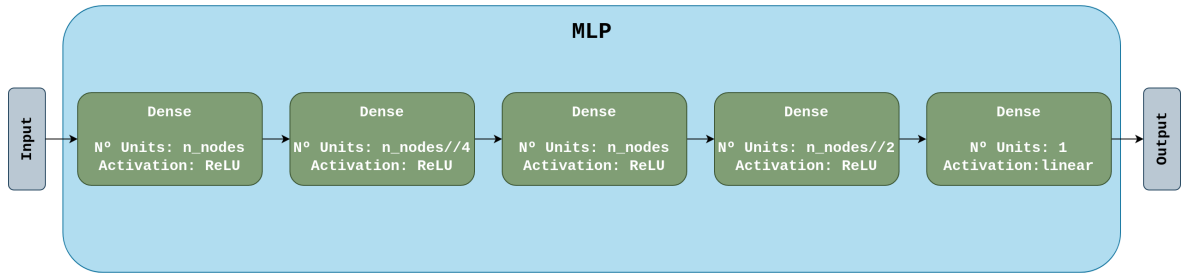 MLP
Input
Dense
Nº Units: n_nodes
Activation: ReLU
Dense
Nº Units: n_nodes//4
Activation: ReLU
Dense
Nº Units: n_nodes
Activation: ReLU
Dense
Nº Units: n_nodes//2
Activation: ReLU
Dense
Nº Units: 1
Activation:linear
Output